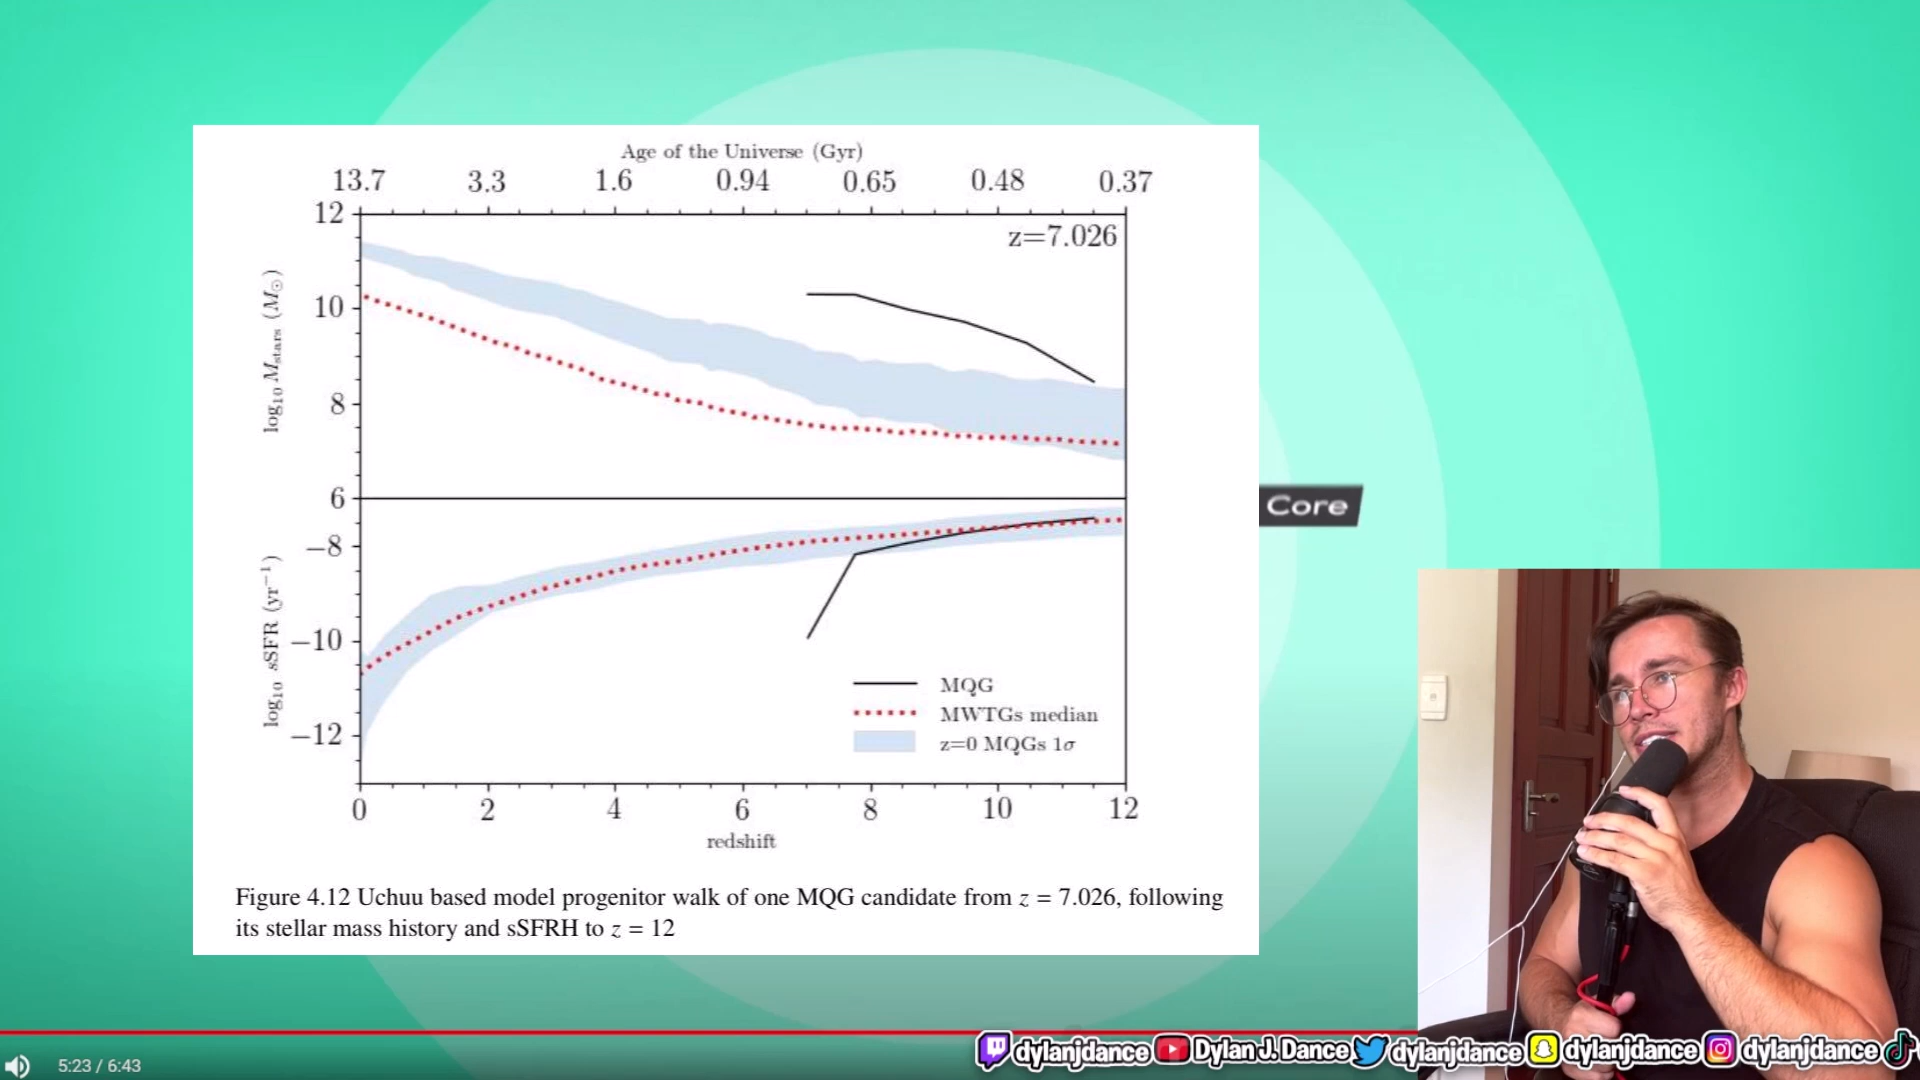 Age of the Universe (Gyr)
13.7 3.3 1.6 0.94 0.65 0.48 0.37
12
10
8
6
log₁₀ Mstars (M☉)
z=7.026
−8
−10
−12
log₁₀ sSFR (yr⁻¹)
MQG
MWTGs median
z=0 MQGs 1σ
0 2 4 6 8 10 12
redshift
Figure 4.12 Uchuu based model progenitor walk of one MQG candidate from z = 7.026, following
its stellar mass history and sSFRH to z = 12
Core
5:23 / 6:43
dylanjdance Dylan J. Dance dylanjdance dylanjdance dylanjdance